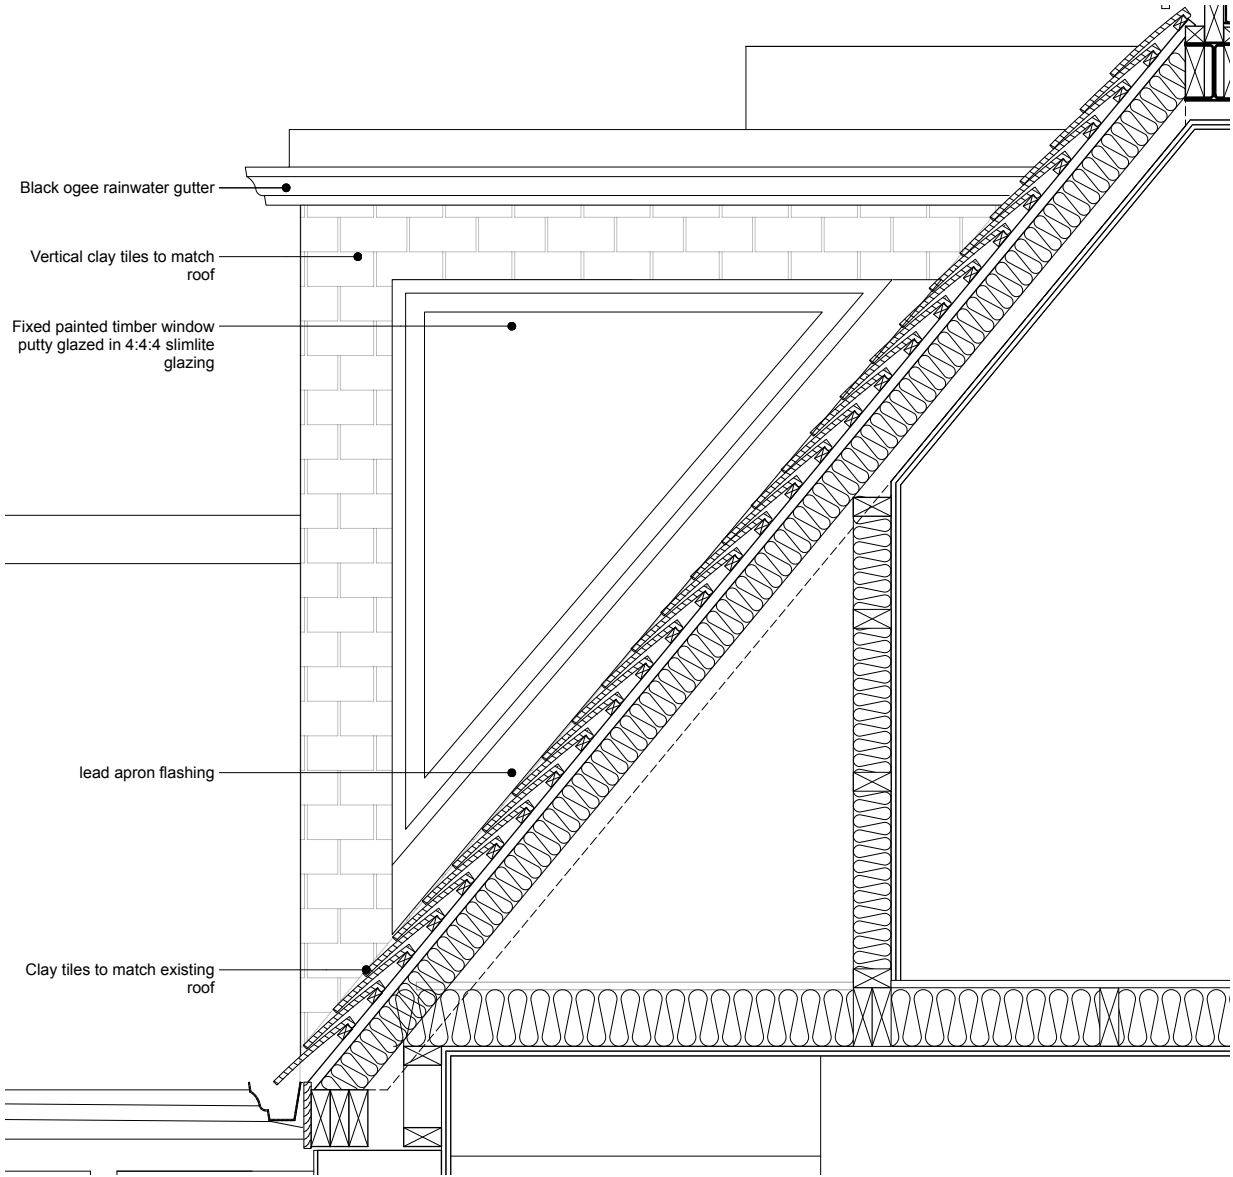 Black ogee rainwater gutter
Vertical clay tiles to match
roof
Fixed painted timber window
putty glazed in 4:4:4 slimlite
glazing
lead apron flashing
Clay tiles to match existing
roof